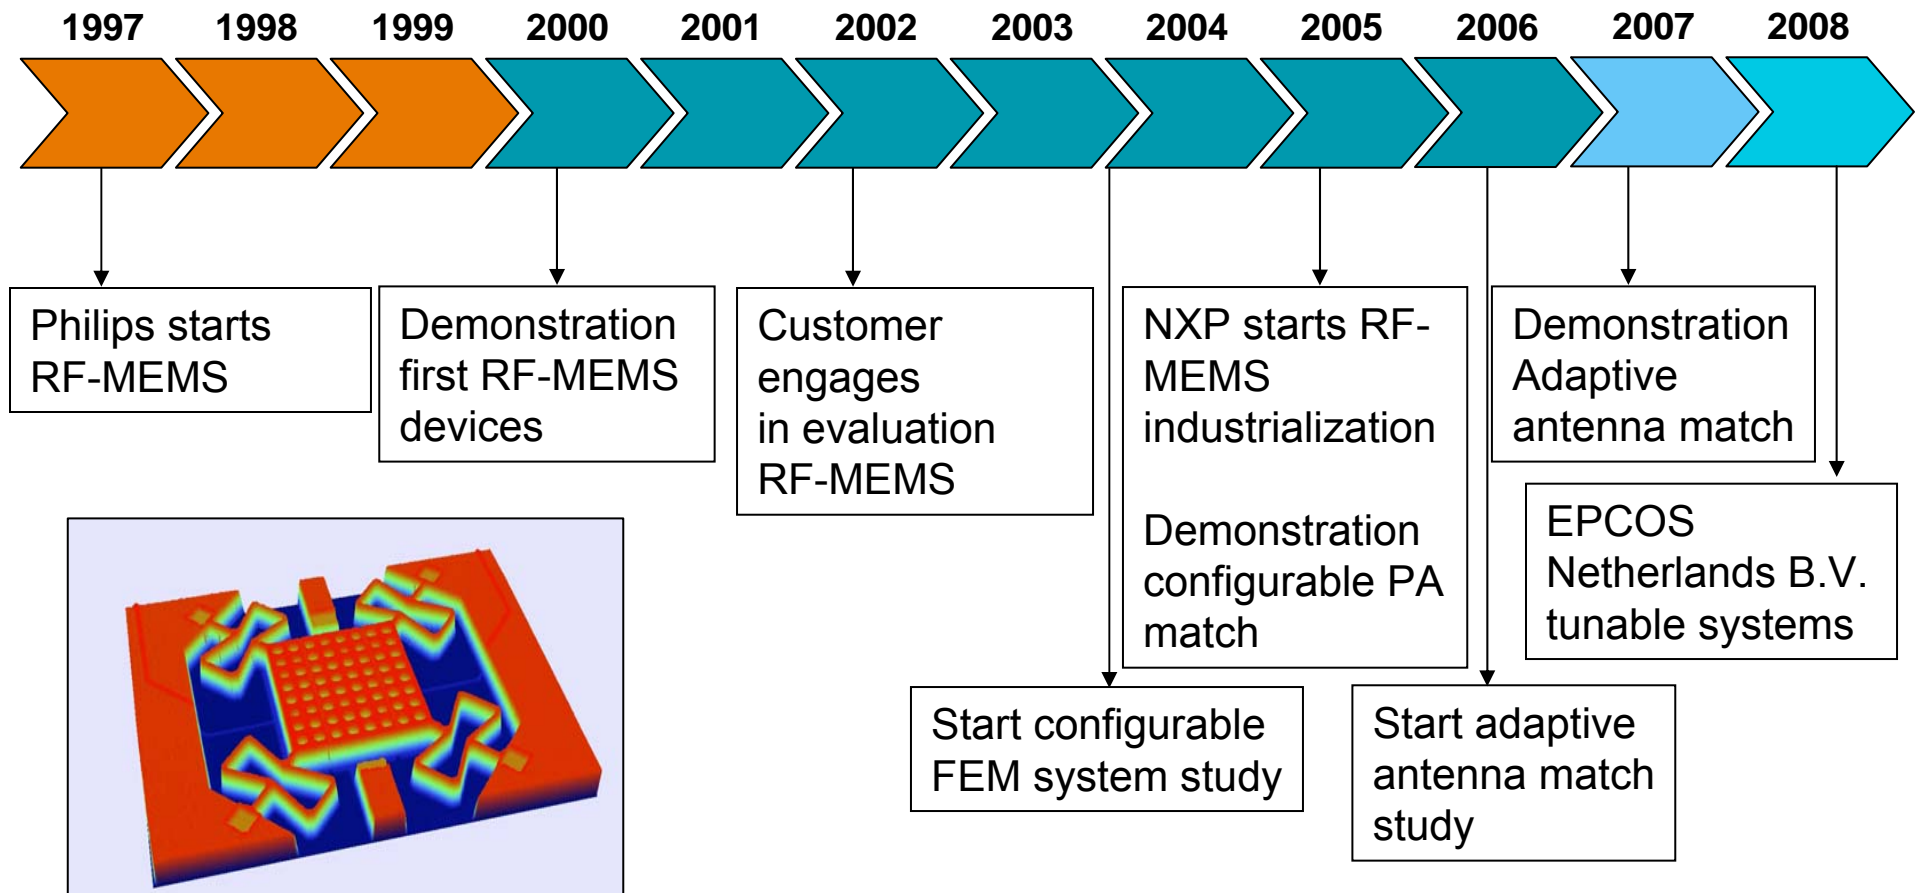 1997 1998 1999 2000 2001 2002 2003 2004 2005 2006 2007 2008
Philips starts
RF-MEMS
Demonstration
first RF-MEMS
devices
Customer
engages
in evaluation
RF-MEMS
NXP starts RF-
MEMS
industrialization
Demonstration
configurable PA
match
Demonstration
Adaptive
antenna match
EPCOS
Netherlands B.V.
tunable systems
Start configurable
FEM system study
Start adaptive
antenna match
study